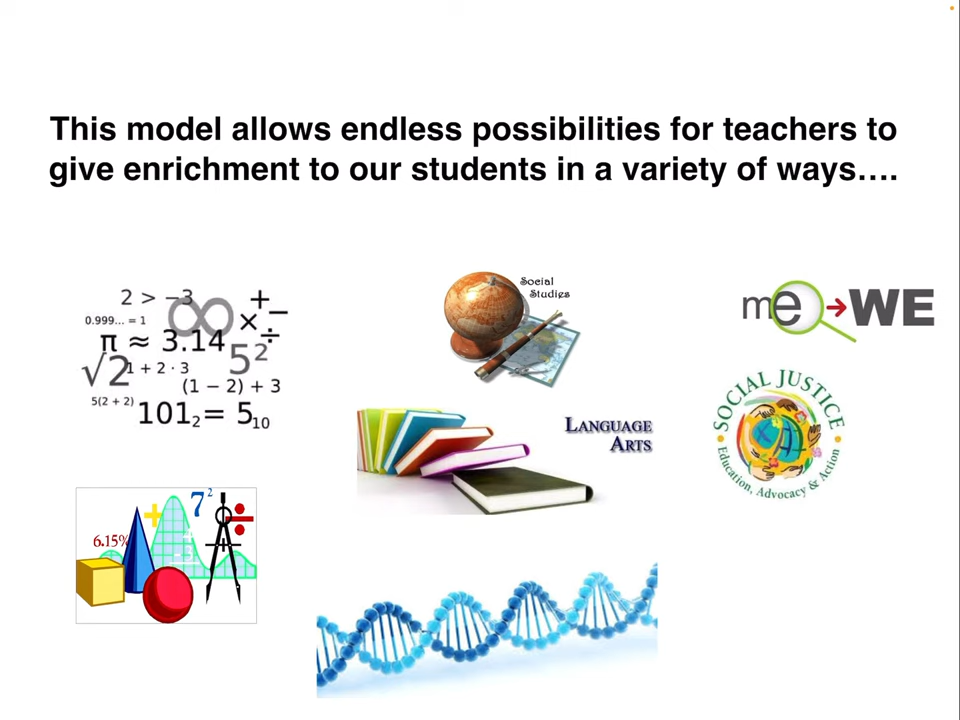 This model allows endless possibilities for teachers to
give enrichment to our students in a variety of ways….
2 > −3
∞
+ −
× ÷
0.999... = 1
π ≈ 3.14
5²
√2
1 + 2 · 3
(1 − 2) + 3
5(2 + 2)
101₂ = 5₁₀
Social
Studies
me → WE
LANGUAGE
ARTS
SOCIAL JUSTICE
Education, Advocacy & Action
7²
+
÷
6.15%